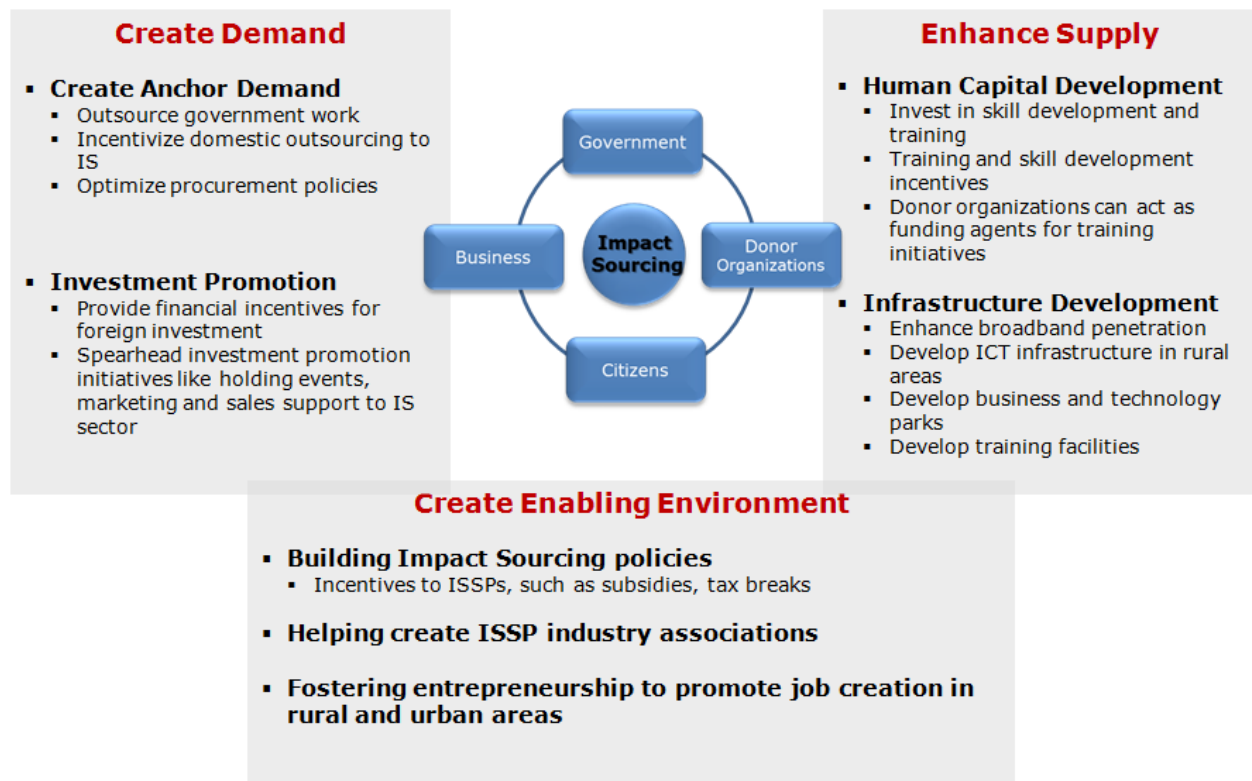 Create Demand
▪ Create Anchor Demand
▪ Outsource government work
▪ Incentivize domestic outsourcing to
IS
▪ Optimize procurement policies
▪ Investment Promotion
▪ Provide financial incentives for
foreign investment
▪ Spearhead investment promotion
initiatives like holding events,
marketing and sales support to IS
sector
Government
Business
Impact
Sourcing
Donor
Organizations
Citizens
Enhance Supply
▪ Human Capital Development
▪ Invest in skill development and
training
▪ Training and skill development
incentives
▪ Donor organizations can act as
funding agents for training
initiatives
▪ Infrastructure Development
▪ Enhance broadband penetration
▪ Develop ICT infrastructure in rural
areas
▪ Develop business and technology
parks
▪ Develop training facilities
Create Enabling Environment
▪ Building Impact Sourcing policies
▪ Incentives to ISSPs, such as subsidies, tax breaks
▪ Helping create ISSP industry associations
▪ Fostering entrepreneurship to promote job creation in
rural and urban areas